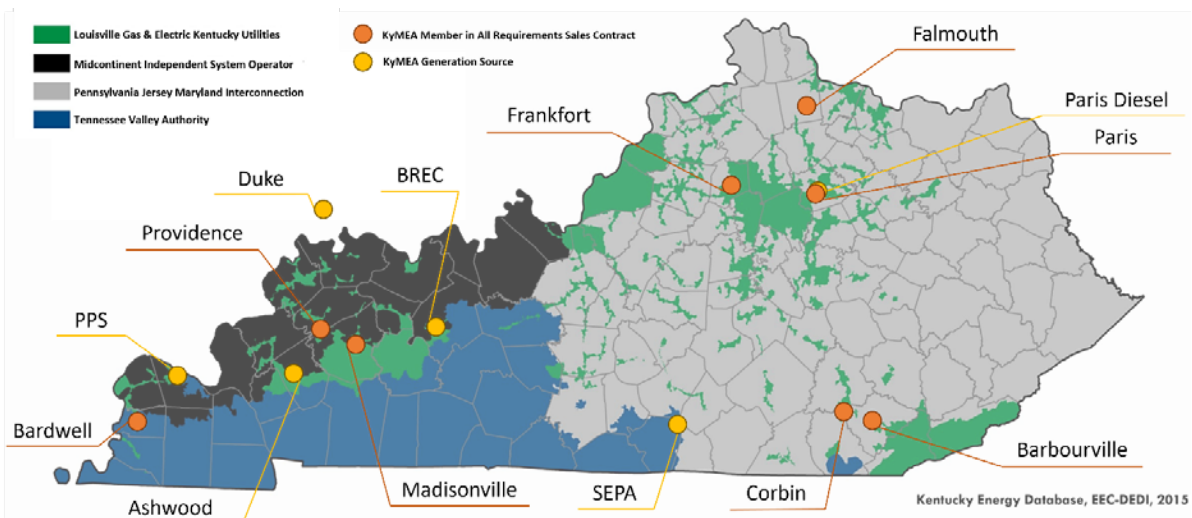 Louisville Gas & Electric Kentucky Utilities
Midcontinent Independent System Operator
Pennsylvania Jersey Maryland Interconnection
Tennessee Valley Authority
KyMEA Member in All Requirements Sales Contract
KyMEA Generation Source
Falmouth
Paris Diesel
Frankfort
Paris
Duke
BREC
Providence
PPS
Bardwell
Ashwood
Madisonville
SEPA
Corbin
Barbourville
Kentucky Energy Database, EEC-DEDI, 2015